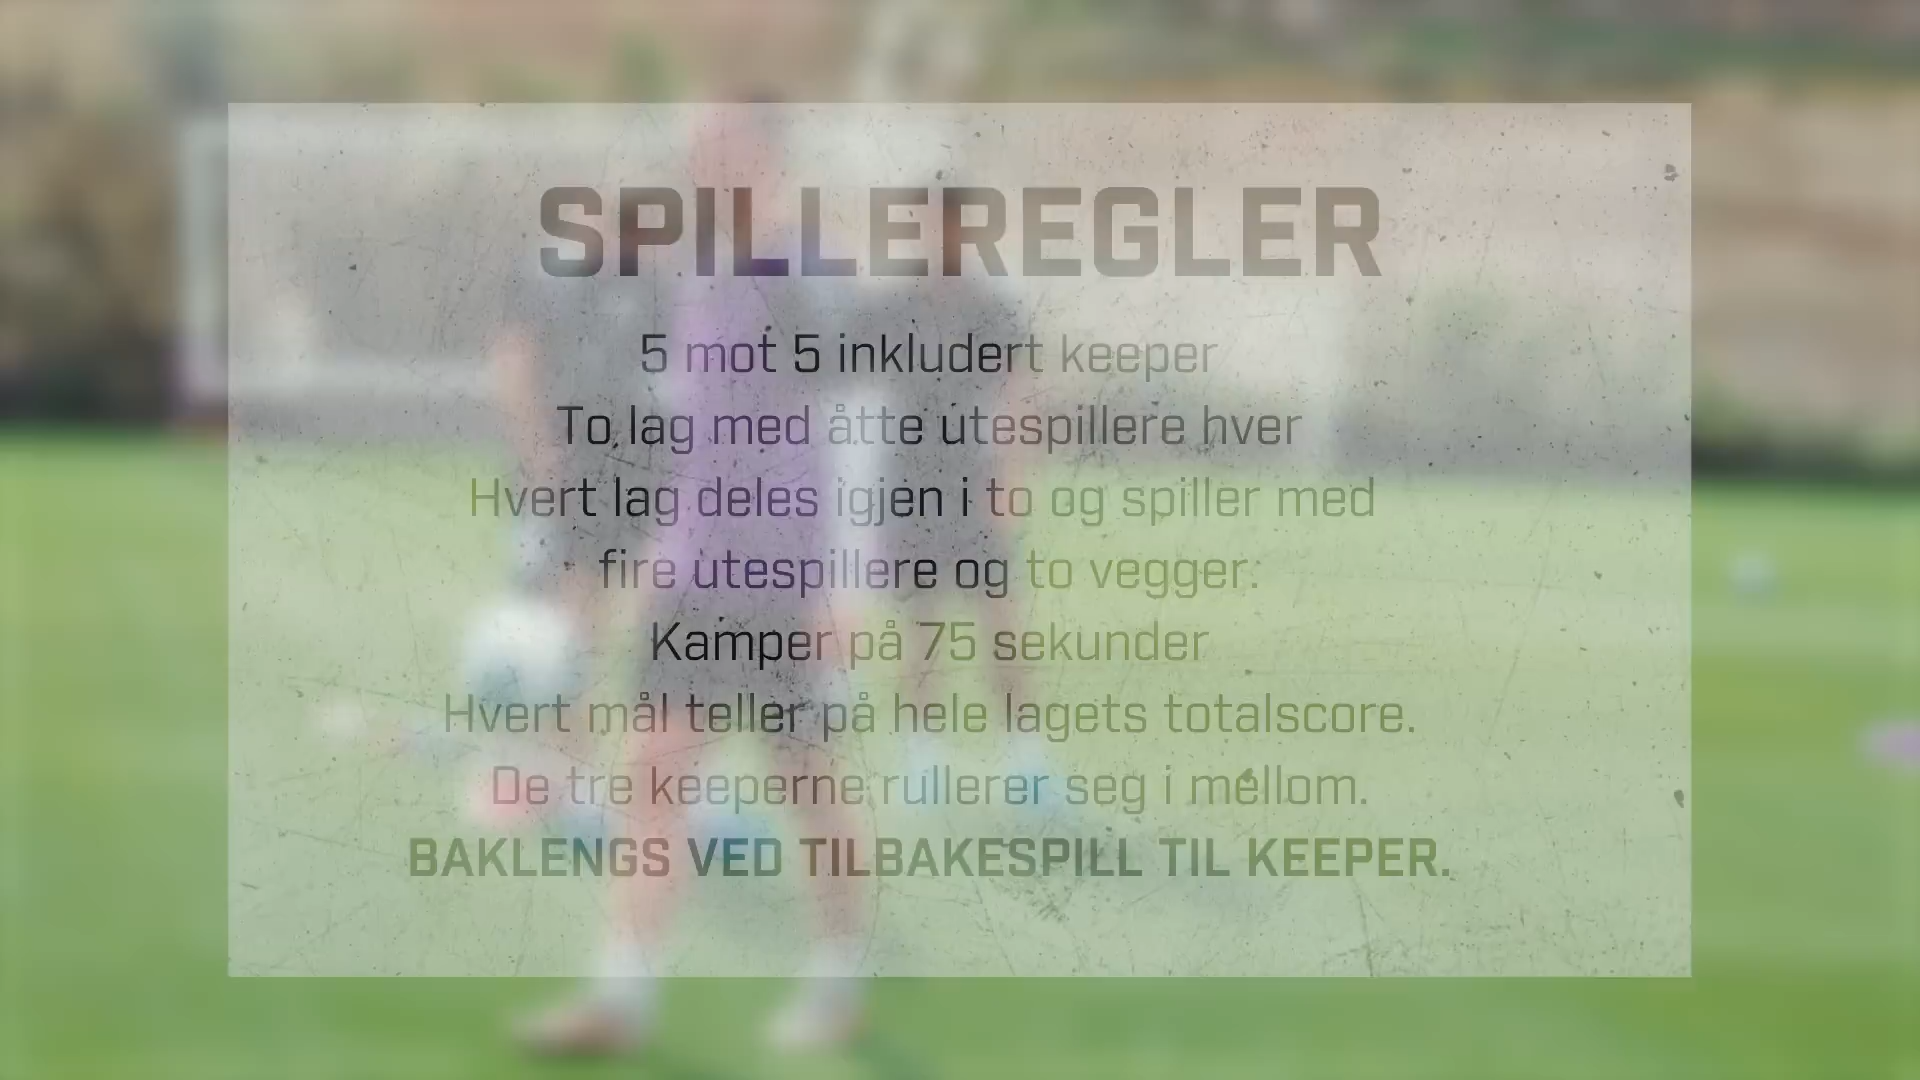 SPILLEREGLER
5 mot 5 inkludert keeper
To lag med åtte utespillere hver
Hvert lag deles igjen i to og spiller med
fire utespillere og to vegger.
Kamper på 75 sekunder
Hvert mål teller på hele lagets totalscore.
De tre keeperne rullerer seg i mellom.
BAKLENGS VED TILBAKESPILL TIL KEEPER.